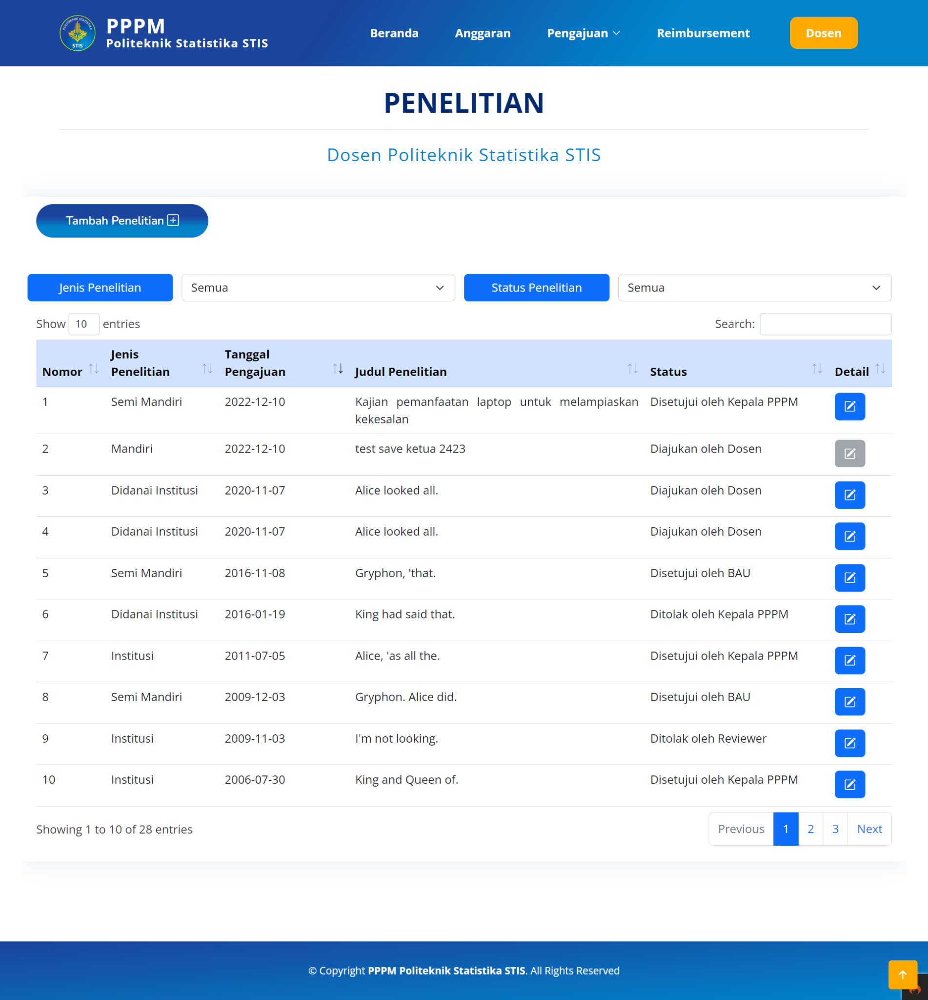 POLITEKNIK STATISTIKA
STIS
PPPM
Politeknik Statistika STIS
Beranda
Anggaran
Pengajuan
Reimbursement
Dosen
PENELITIAN
Dosen Politeknik Statistika STIS
Tambah Penelitian
Jenis Penelitian
Semua
Status Penelitian
Semua
Show 10 entries
Search:
Nomor
Jenis
Penelitian
Tanggal
Pengajuan
Judul Penelitian
Status
Detail
1 Semi Mandiri 2022-12-10 Kajian pemanfaatan laptop untuk melampiaskan Disetujui oleh Kepala PPPM
kekesalan
2 Mandiri 2022-12-10 test save ketua 2423 Diajukan oleh Dosen
3 Didanai Institusi 2020-11-07 Alice looked all. Diajukan oleh Dosen
4 Didanai Institusi 2020-11-07 Alice looked all. Diajukan oleh Dosen
5 Semi Mandiri 2016-11-08 Gryphon, 'that. Disetujui oleh BAU
6 Didanai Institusi 2016-01-19 King had said that. Ditolak oleh Kepala PPPM
7 Institusi 2011-07-05 Alice, 'as all the. Disetujui oleh Kepala PPPM
8 Semi Mandiri 2009-12-03 Gryphon. Alice did. Disetujui oleh BAU
9 Institusi 2009-11-03 I'm not looking. Ditolak oleh Reviewer
10 Institusi 2006-07-30 King and Queen of. Disetujui oleh Kepala PPPM
Showing 1 to 10 of 28 entries
Previous 1 2 3 Next
© Copyright PPPM Politeknik Statistika STIS. All Rights Reserved